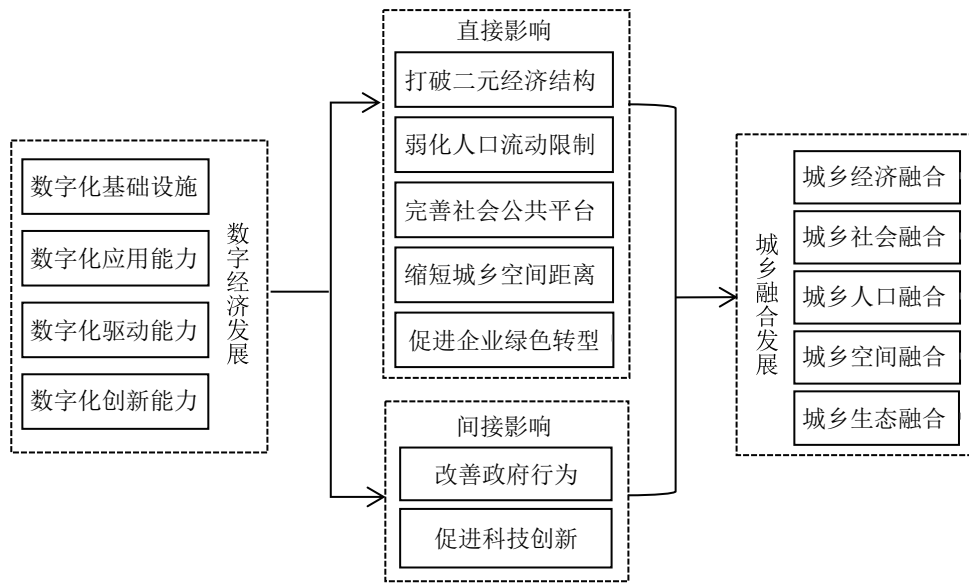 数字化基础设施
数字化应用能力
数字化驱动能力
数字化创新能力
数字经济发展
直接影响
打破二元经济结构
弱化人口流动限制
完善社会公共平台
缩短城乡空间距离
促进企业绿色转型
间接影响
改善政府行为
促进科技创新
城乡融合发展
城乡经济融合
城乡社会融合
城乡人口融合
城乡空间融合
城乡生态融合